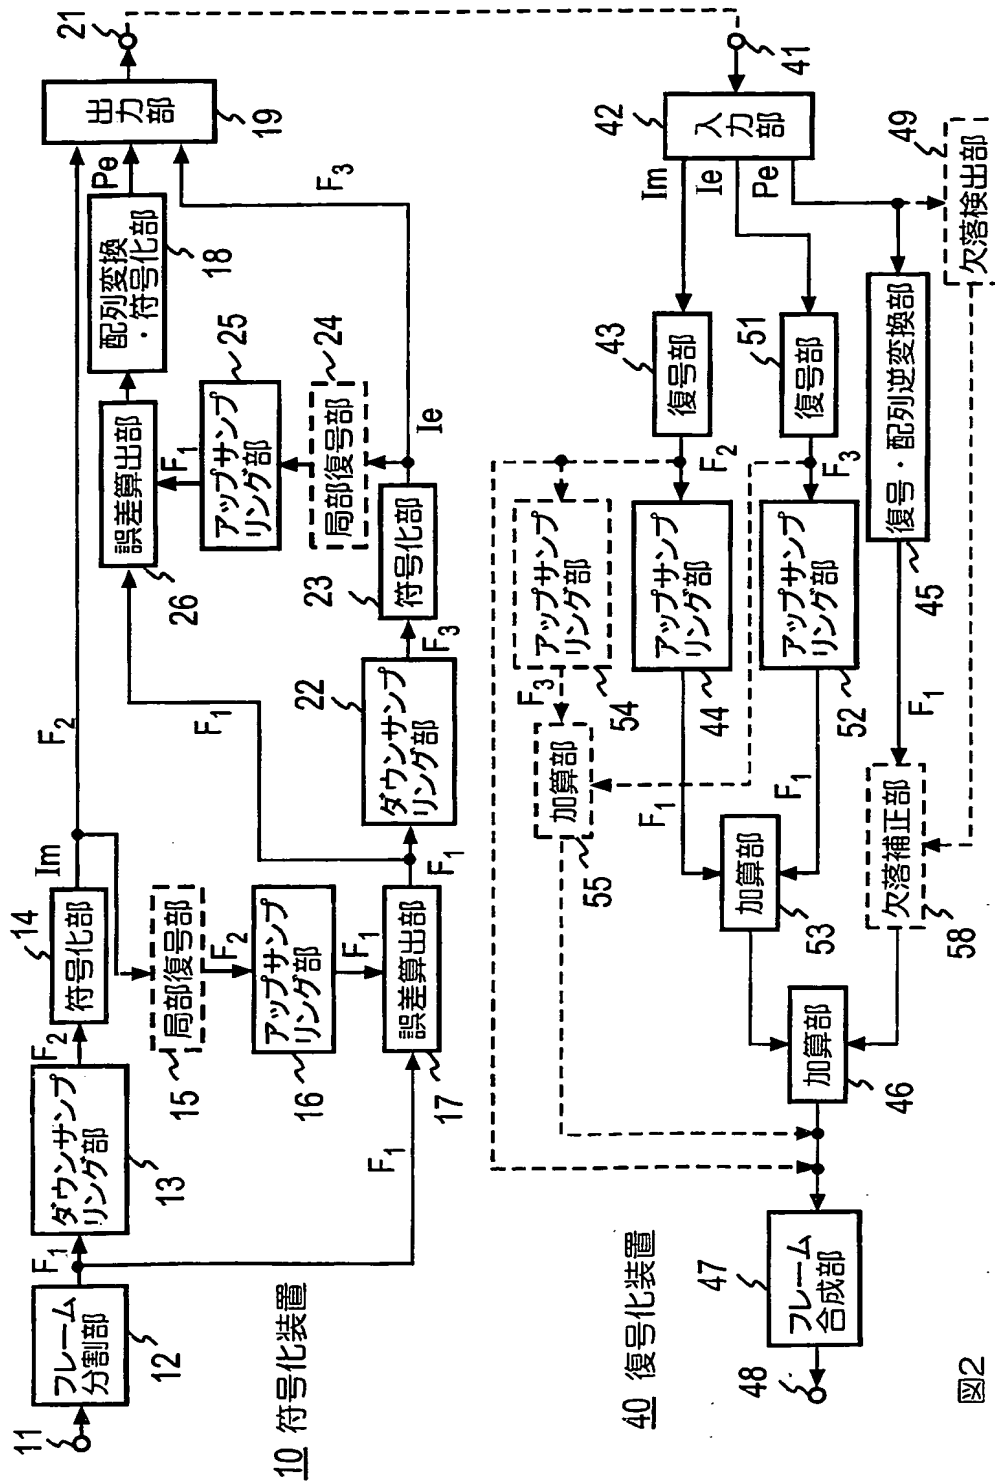 11
フレーム
分割部
12
F1
ダウンサンプ
リング部
13
F2
符号化部
14
Im
F2
局部復号部
15
F2
アップサンプ
リング部
16
F1
誤差算出部
17
F1
F1
F1
ダウンサンプ
リング部
22
F3
符号化部
23
Ie
局部復号部
24
アップサンプ
リング部
25
F1
誤差算出部
26
配列変換
・符号化部
18
Pe
F3
出力部
19
21
10 符号化装置
41
入力部
42
Im
Ie
Pe
欠落検出部
49
復号部
43
復号部
51
復号・配列逆変換部
45
F2
F3
アップサンプ
リング部
54
アップサンプ
リング部
44
アップサンプ
リング部
52
F3
加算部
55
F1
F1
F1
加算部
53
欠落補正部
58
加算部
46
フレーム
合成部
47
48
40 復号化装置
図2